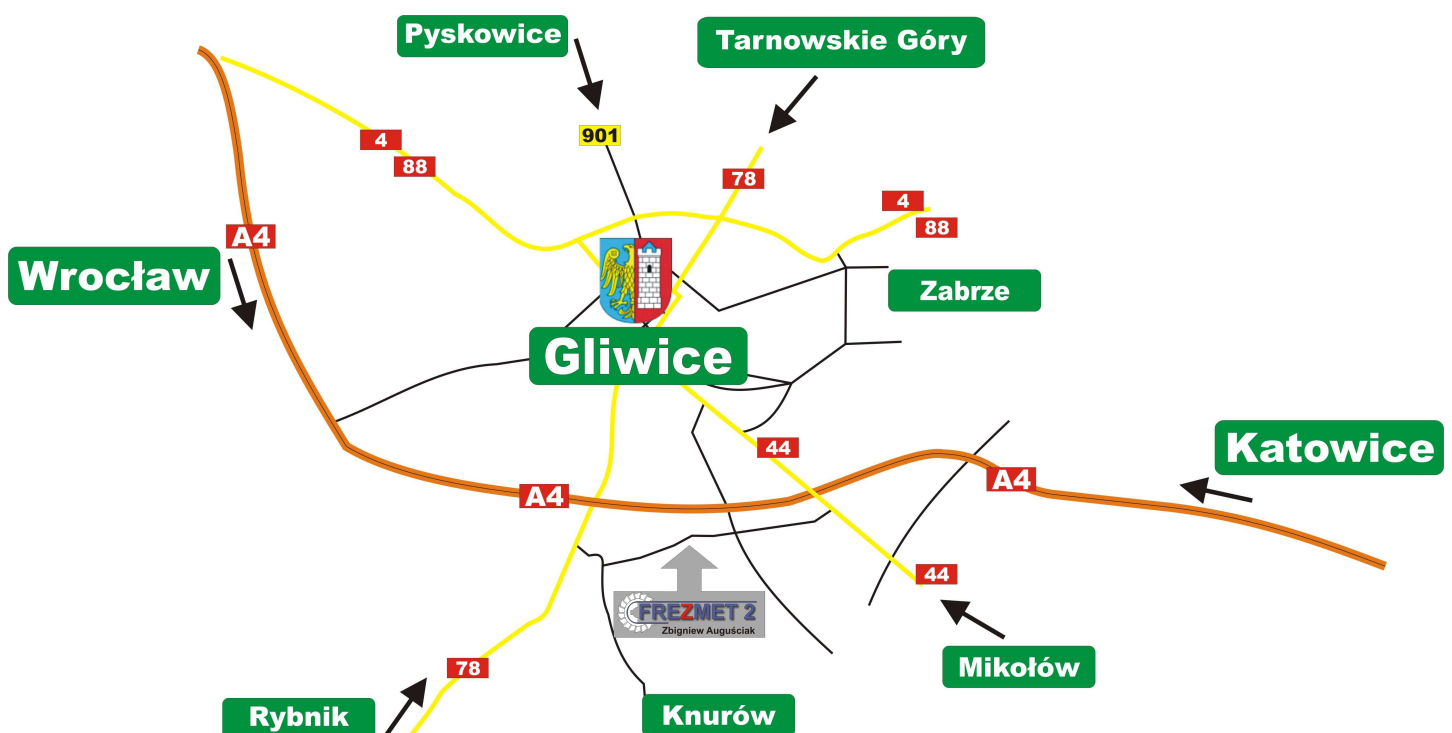 Pyskowice
Tarnowskie Góry
901
4
88
78
4
88
A4
Wrocław
Zabrze
Gliwice
44
Katowice
A4
A4
44
FREZMET 2
Zbigniew Auguściak
Mikołów
78
Rybnik
Knurów